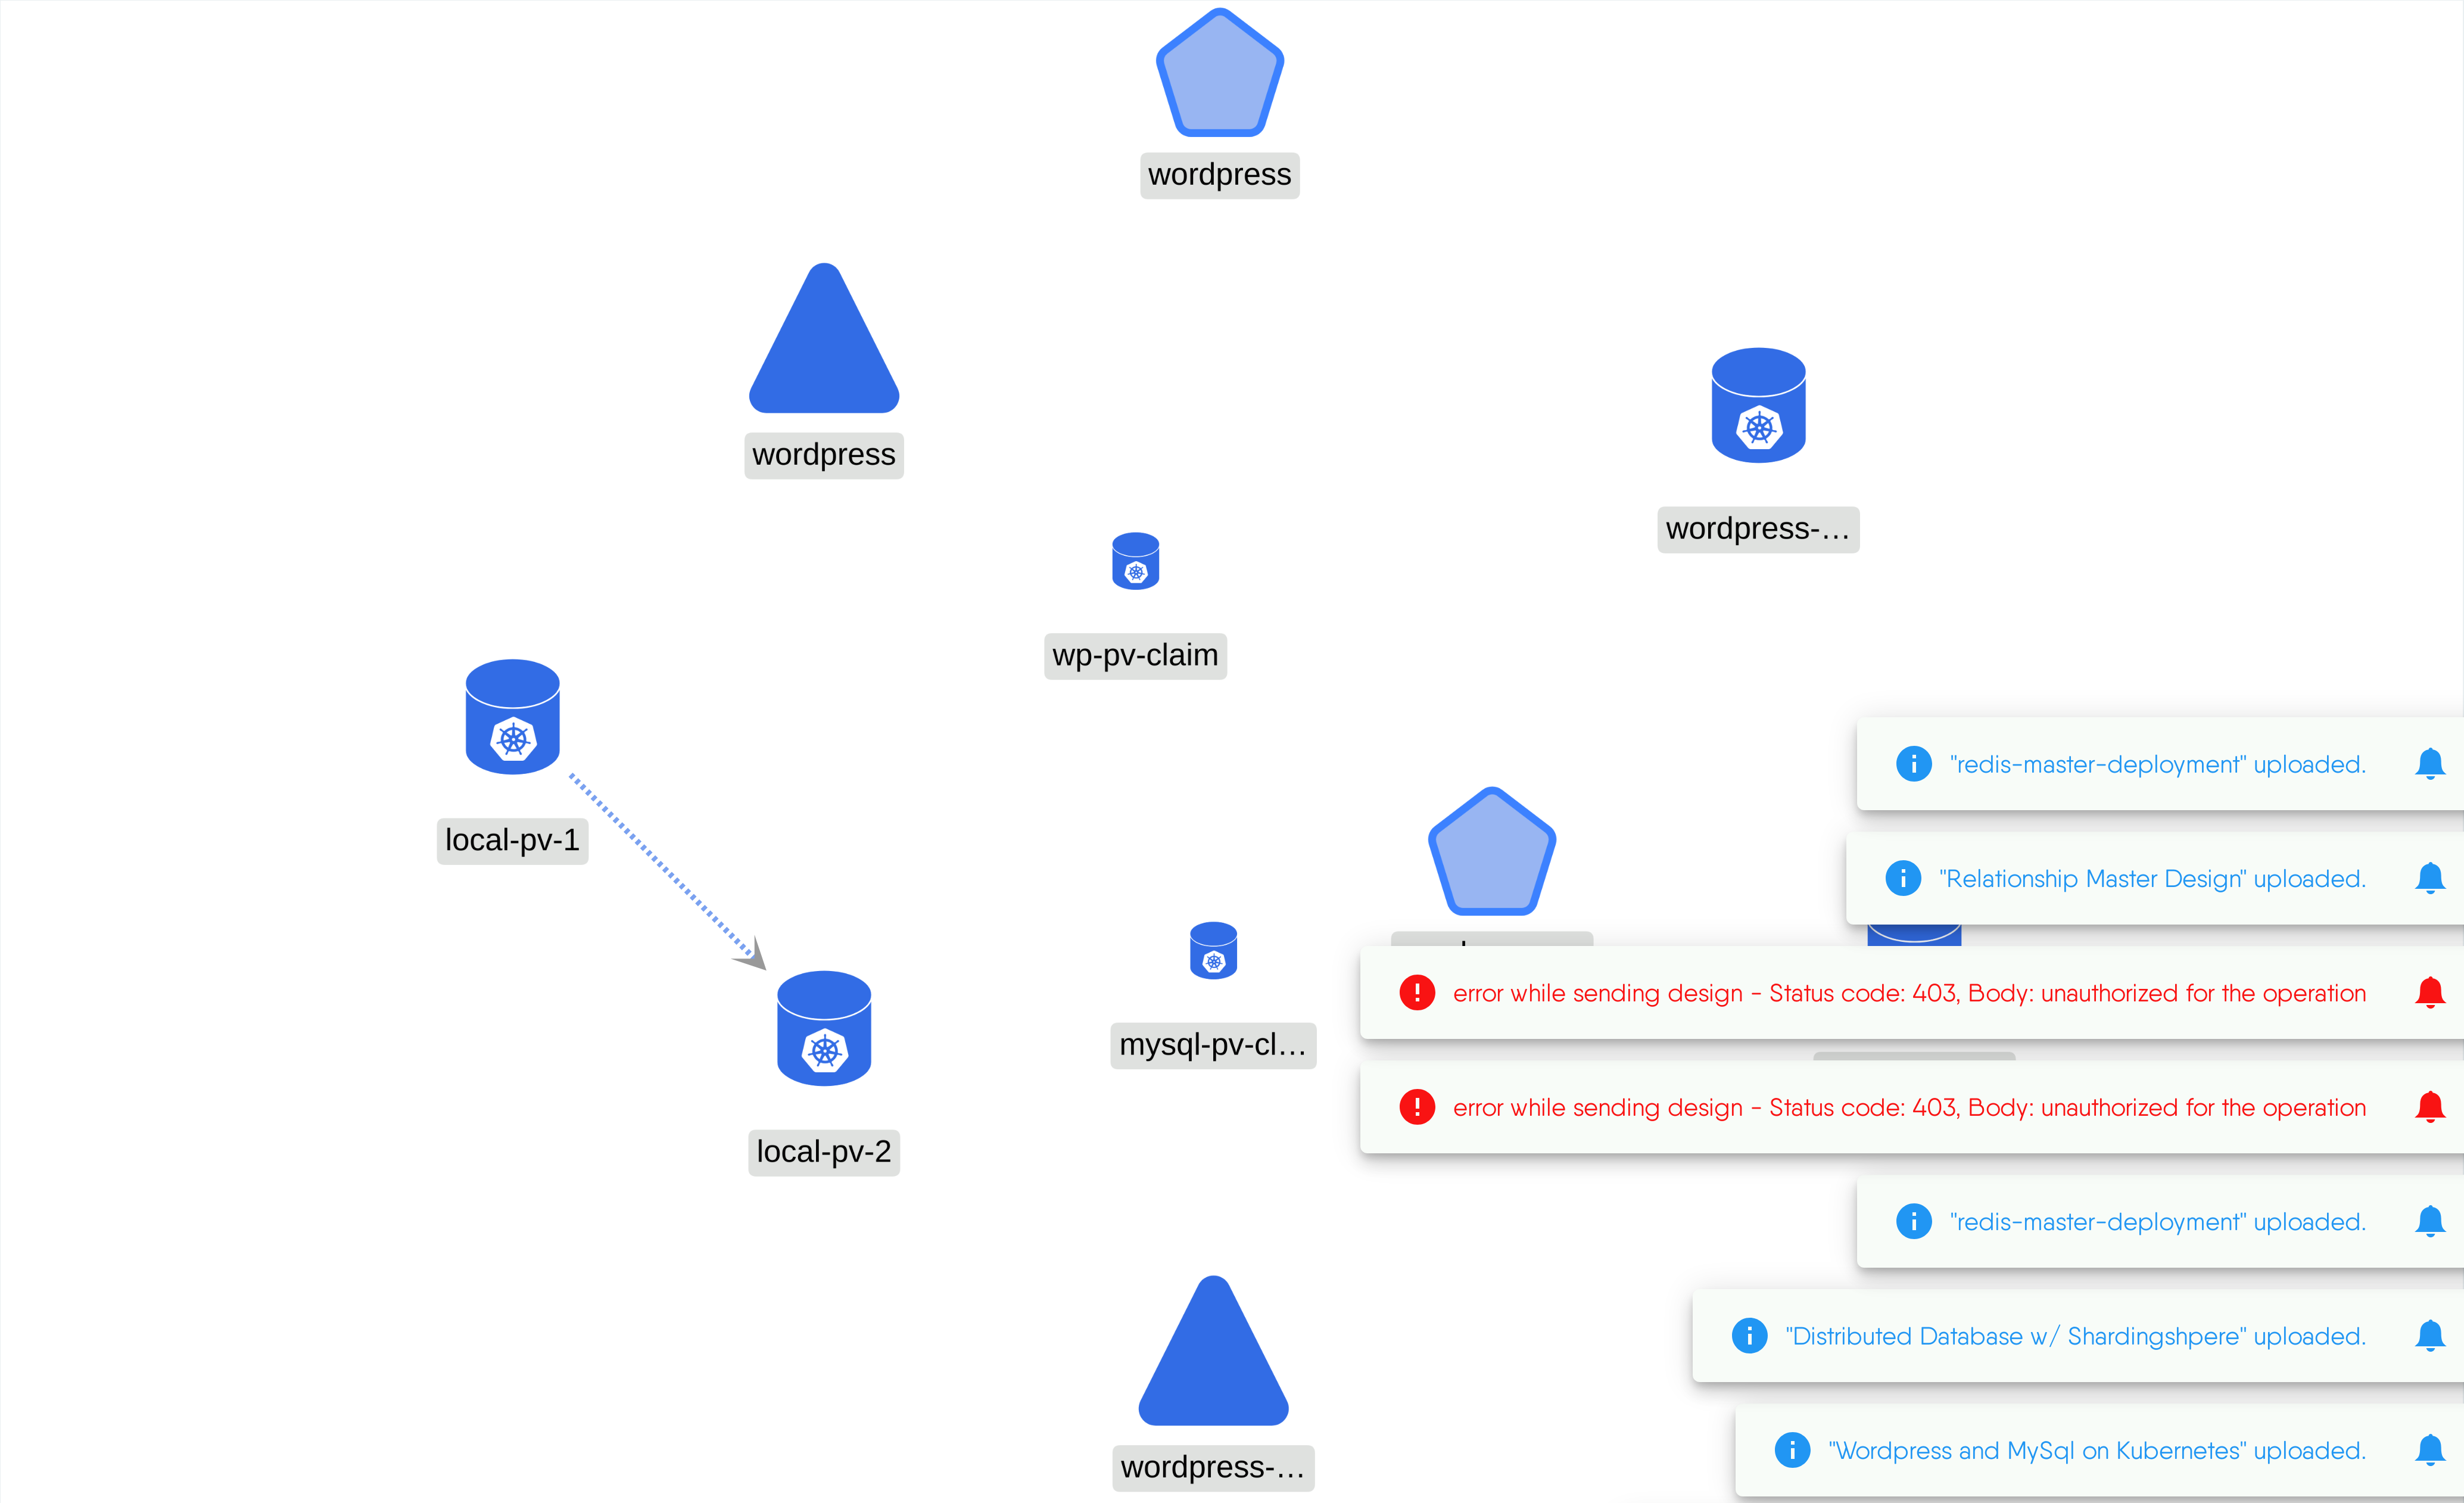 wordpress
wordpress
wordpress-…
wp-pv-claim
local-pv-1
"redis-master-deployment" uploaded.
"Relationship Master Design" uploaded.
error while sending design - Status code: 403, Body: unauthorized for the operation
mysql-pv-cl…
error while sending design - Status code: 403, Body: unauthorized for the operation
local-pv-2
"redis-master-deployment" uploaded.
"Distributed Database w/ Shardingshpere" uploaded.
"Wordpress and MySql on Kubernetes" uploaded.
wordpress-…